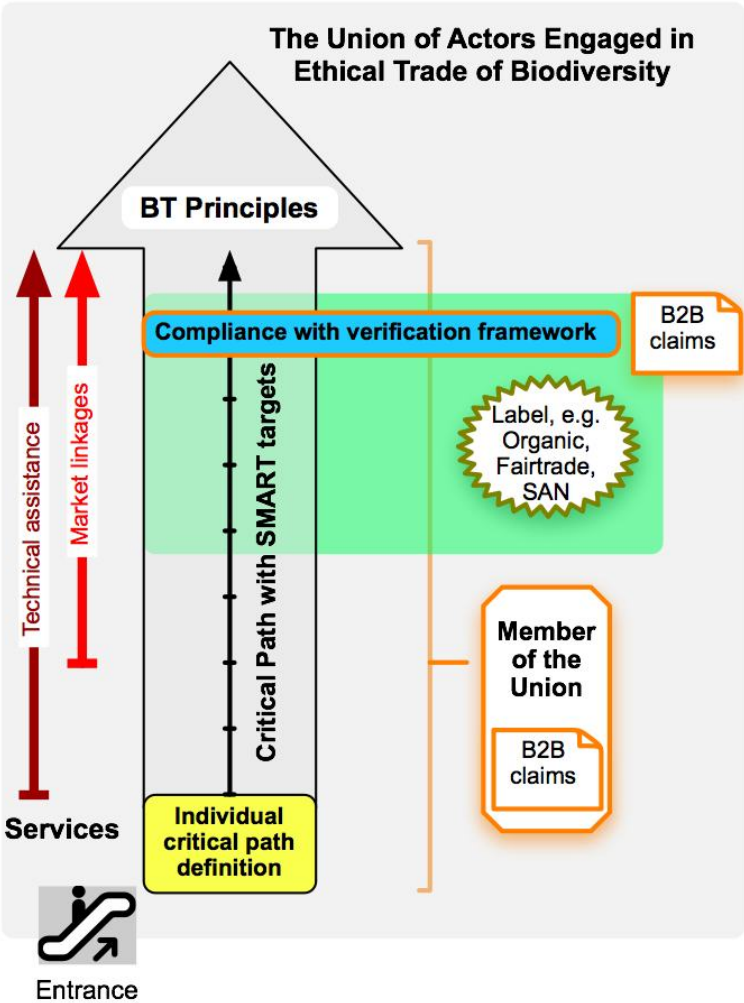 The Union of Actors Engaged in
Ethical Trade of Biodiversity
BT Principles
Compliance with verification framework
B2B
claims
Label, e.g.
Organic,
Fairtrade,
SAN
Critical Path with SMART targets
Technical assistance
Market linkages
Member
of the
Union
B2B
claims
Services
Individual
critical path
definition
Entrance